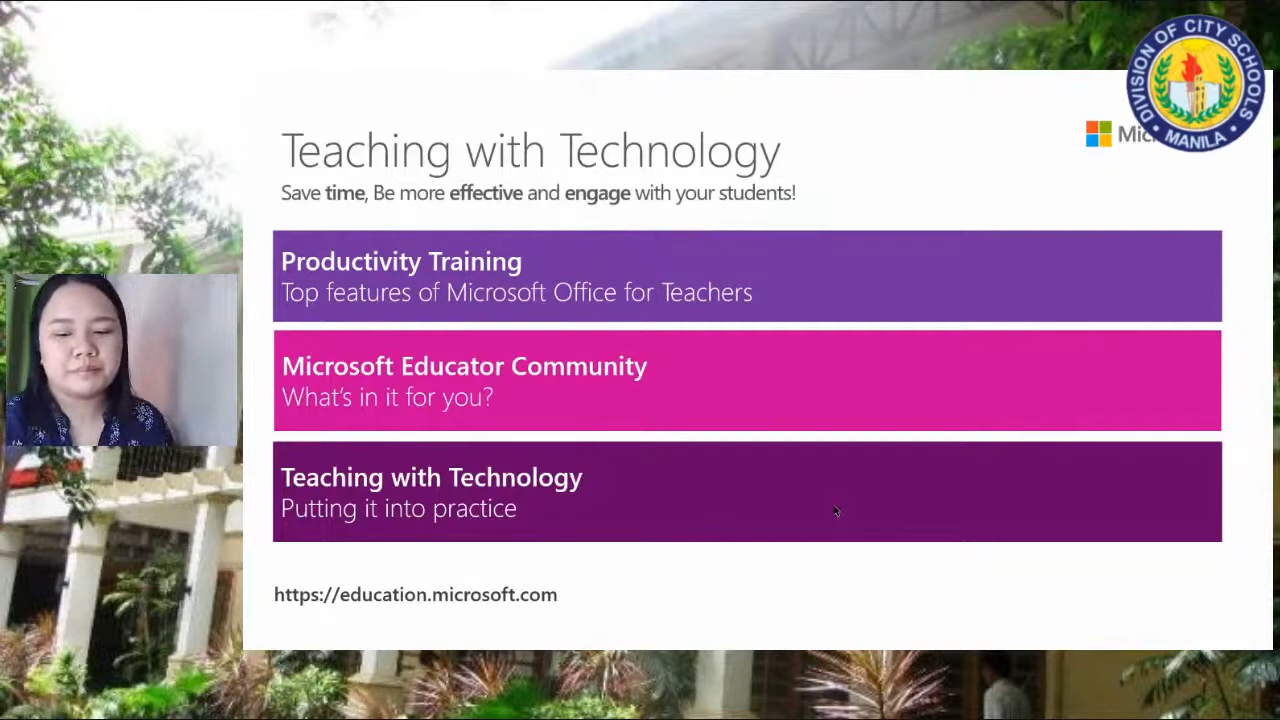 DIVISION OF CITY SCHOOLS
MANILA
Teaching with Technology
Save time, Be more effective and engage with your students!
Productivity Training
Top features of Microsoft Office for Teachers
Microsoft Educator Community
What's in it for you?
Teaching with Technology
Putting it into practice
https://education.microsoft.com